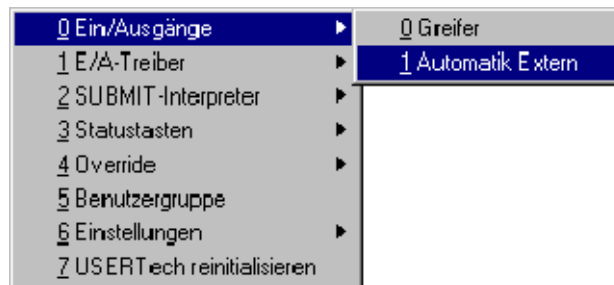 0 Ein/Ausgänge
1 E/A-Treiber
2 SUBMIT-Interpreter
3 Statustasten
4 Override
5 Benutzergruppe
6 Einstellungen
7 USERTech reinitialisieren
0 Greifer
1 Automatik Extern